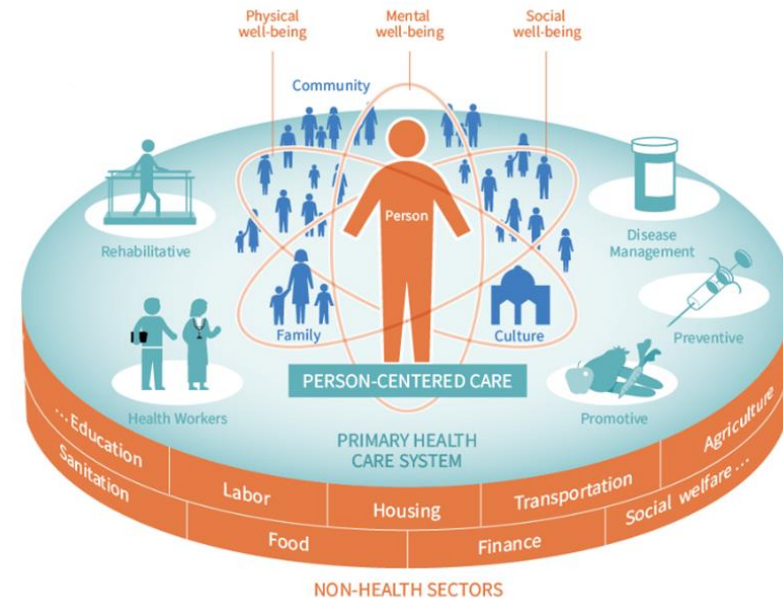 Physical
well-being
Mental
well-being
Social
well-being
Community
Person
Rehabilitative
Disease
Management
Family
Culture
Preventive
PERSON-CENTERED CARE
Health Workers
Promotive
PRIMARY HEALTH
CARE SYSTEM
...Education
Labor
Housing
Transportation
Agriculture
Sanitation
Food
Finance
Social welfare...
NON-HEALTH SECTORS